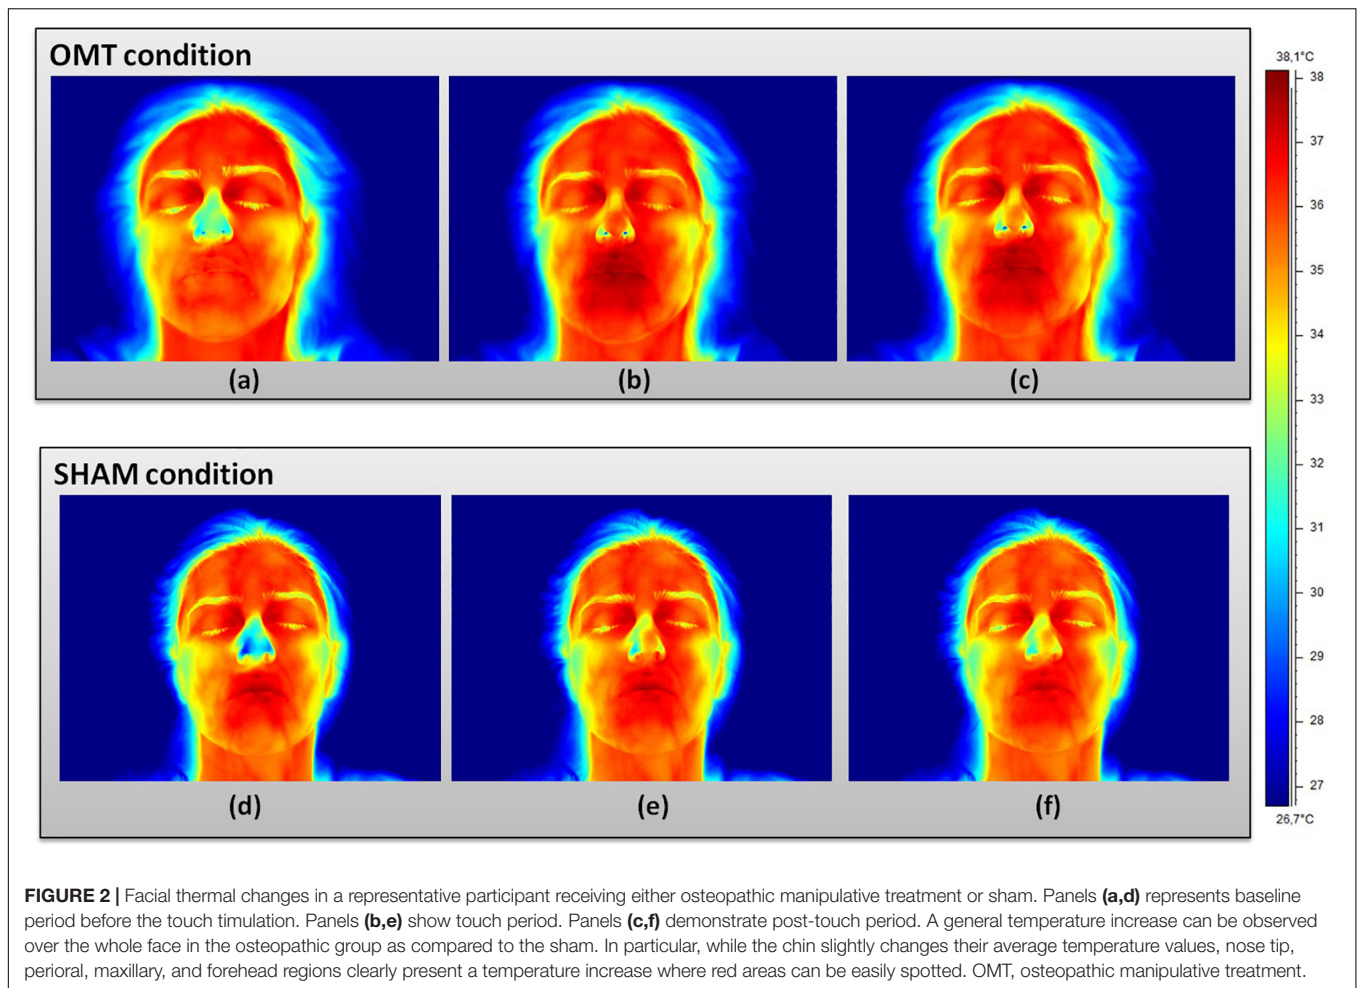 OMT condition
(a)
(b)
(c)
SHAM condition
(d)
(e)
(f)
38,1°C
38
37
36
35
34
33
32
31
30
29
28
27
26,7°C
FIGURE 2 | Facial thermal changes in a representative participant receiving either osteopathic manipulative treatment or sham. Panels (a,d) represents baseline
period before the touch timulation. Panels (b,e) show touch period. Panels (c,f) demonstrate post-touch period. A general temperature increase can be observed
over the whole face in the osteopathic group as compared to the sham. In particular, while the chin slightly changes their average temperature values, nose tip,
perioral, maxillary, and forehead regions clearly present a temperature increase where red areas can be easily spotted. OMT, osteopathic manipulative treatment.